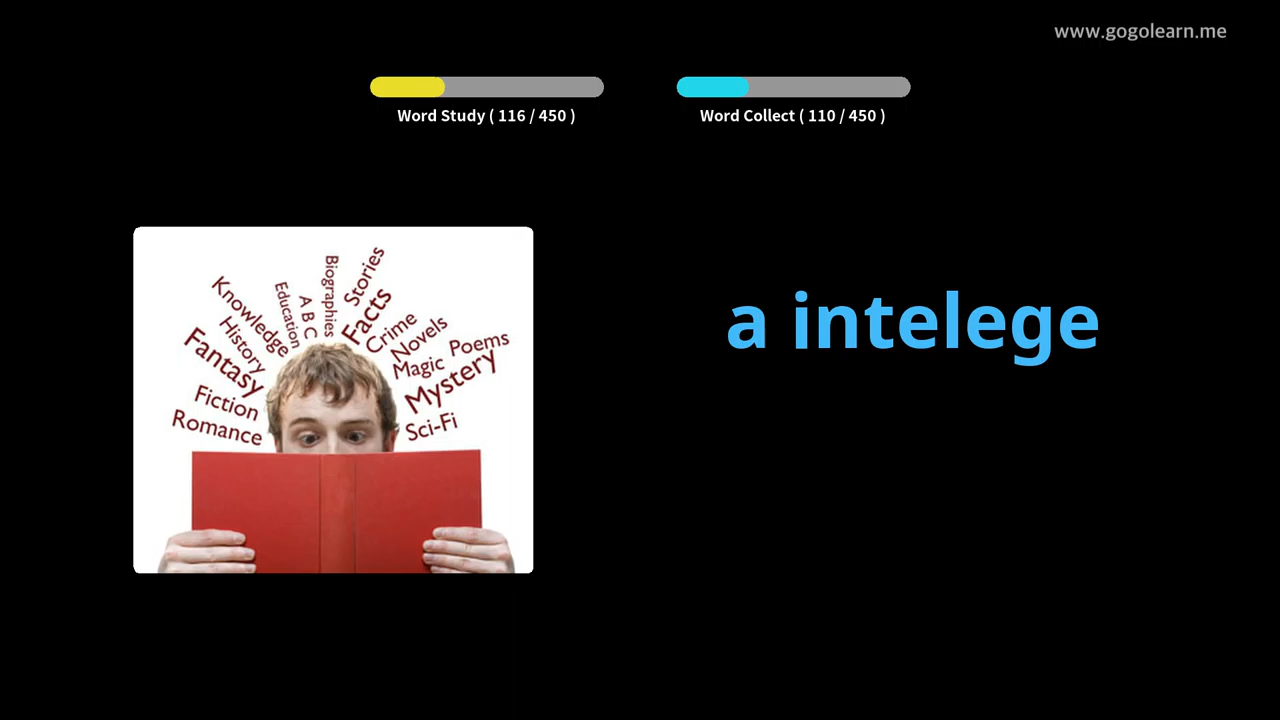 www.gogolearn.me
Word Study ( 116 / 450 )
Word Collect ( 110 / 450 )
a intelege
Romance
Fiction
Fantasy
History
Knowledge
Education
A B C
Biographies
Stories
Facts
Crime
Novels
Magic
Poems
Mystery
Sci-Fi